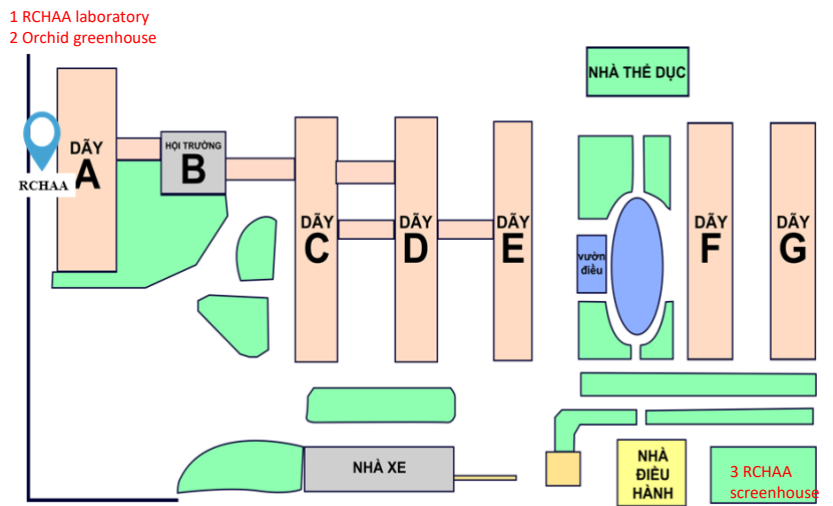 1 RCHAA laboratory
2 Orchid greenhouse
NHÀ THỂ DỤC
DÃY
A
RCHAA
HỘI TRƯỜNG
B
DÃY
C
DÃY
D
DÃY
E
vườn
điều
DÃY
F
DÃY
G
NHÀ XE
NHÀ
ĐIỀU
HÀNH
3 RCHAA
screenhouse